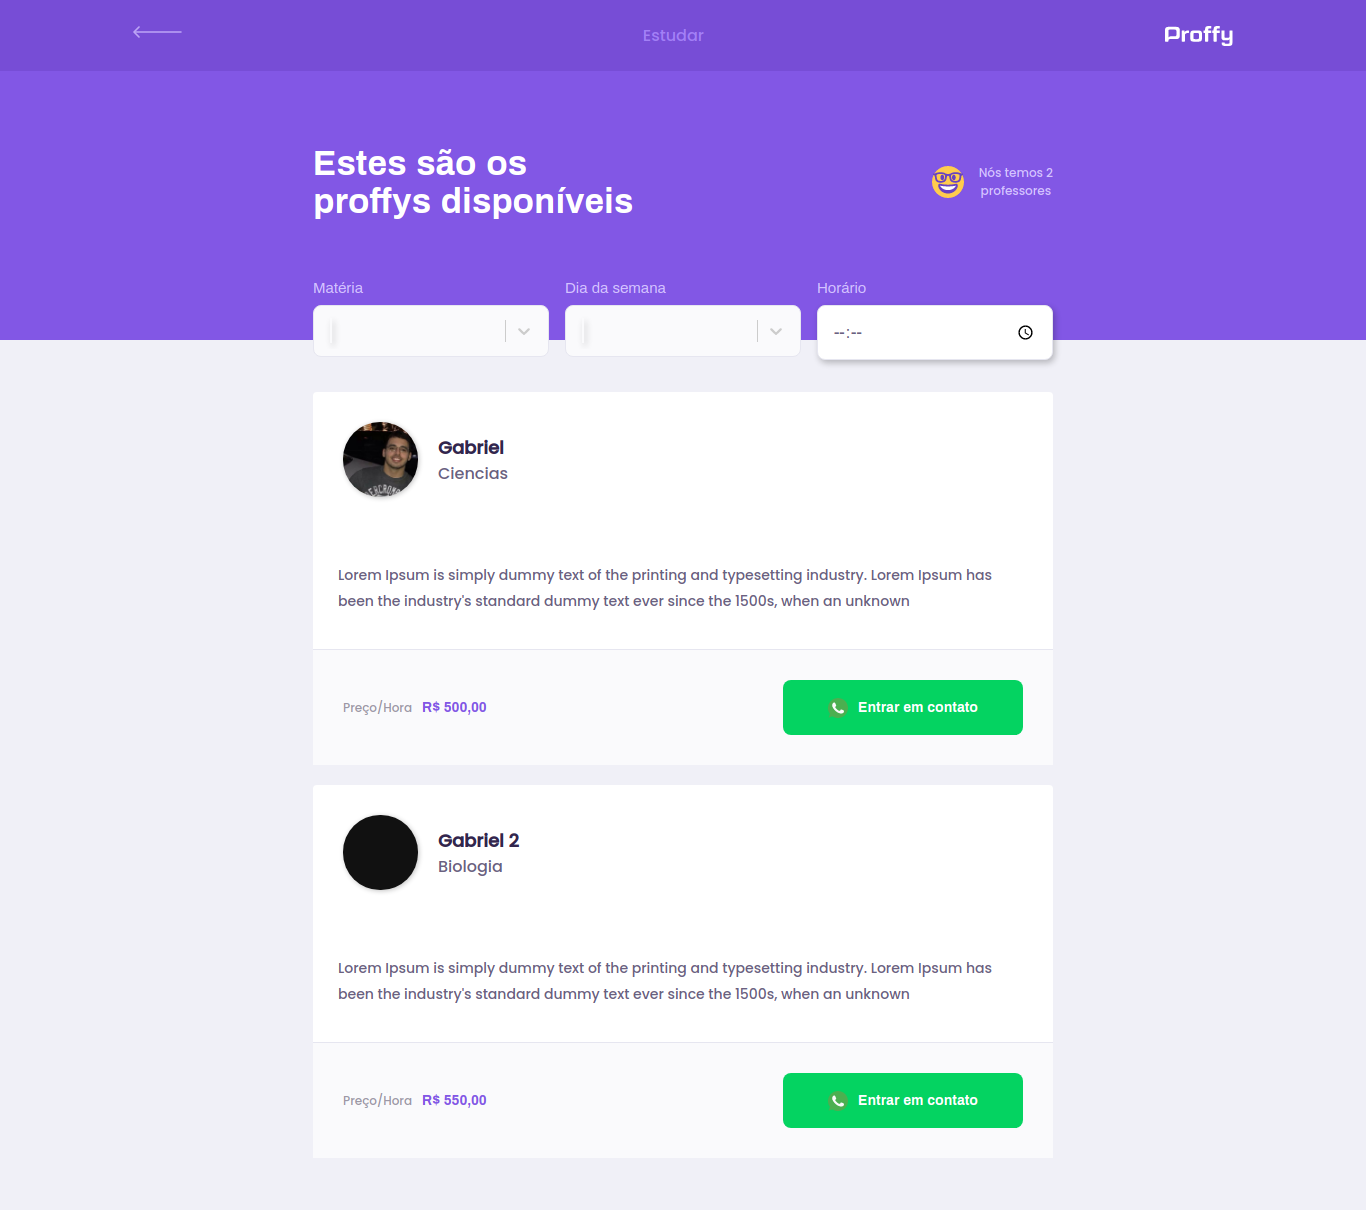 Estudar
Proffy
Estes são os
proffys disponíveis
Nós temos 2
professores
Matéria
Dia da semana
Horário
--:--
Gabriel
Ciencias
Lorem Ipsum is simply dummy text of the printing and typesetting industry. Lorem Ipsum has
been the industry's standard dummy text ever since the 1500s, when an unknown
Preço/Hora R$ 500,00
Entrar em contato
Gabriel 2
Biologia
Lorem Ipsum is simply dummy text of the printing and typesetting industry. Lorem Ipsum has
been the industry's standard dummy text ever since the 1500s, when an unknown
Preço/Hora R$ 550,00
Entrar em contato